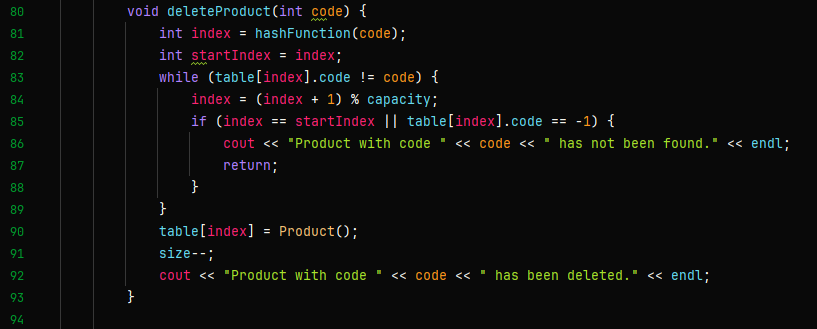 80 void deleteProduct(int code) {
81 int index = hashFunction(code);
82 int startIndex = index;
83 while (table[index].code != code) {
84 index = (index + 1) % capacity;
85 if (index == startIndex || table[index].code == -1) {
86 cout << "Product with code " << code << " has not been found." << endl;
87 return;
88 }
89 }
90 table[index] = Product();
91 size--;
92 cout << "Product with code " << code << " has been deleted." << endl;
93 }
94